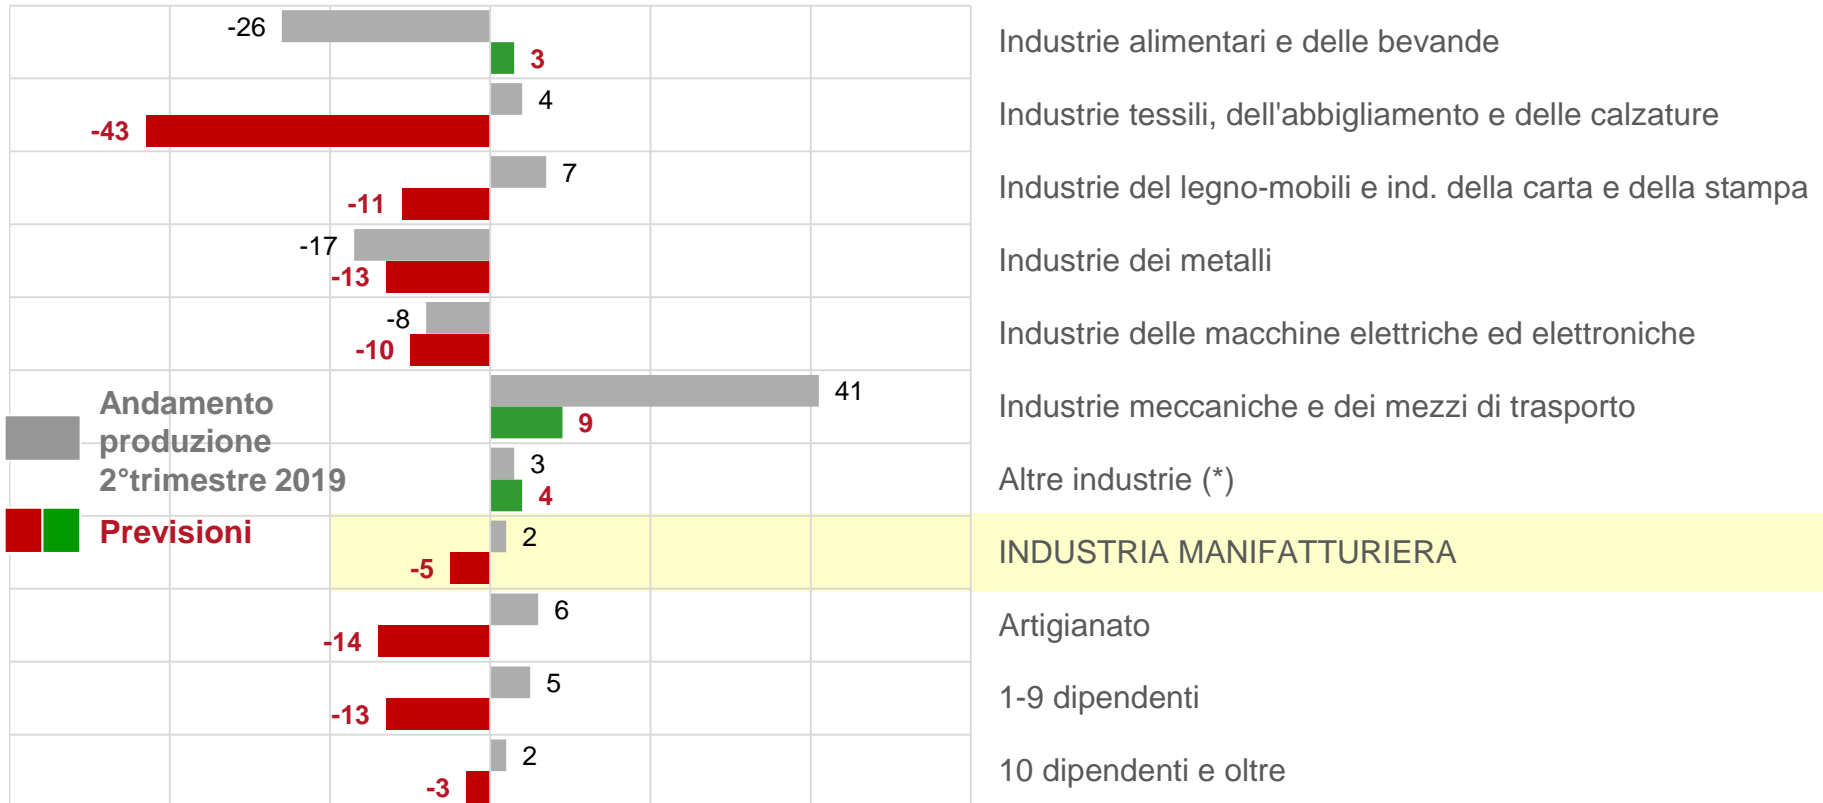 -26
3
Industrie alimentari e delle bevande
4
-43
Industrie tessili, dell'abbigliamento e delle calzature
7
-11
Industrie del legno-mobili e ind. della carta e della stampa
-17
-13
Industrie dei metalli
-8
-10
Industrie delle macchine elettriche ed elettroniche
41
9
Industrie meccaniche e dei mezzi di trasporto
Andamento
produzione
2°trimestre 2019
3
4
Altre industrie (*)
Previsioni
2
-5
INDUSTRIA MANIFATTURIERA
6
-14
Artigianato
5
-13
1-9 dipendenti
2
-3
10 dipendenti e oltre